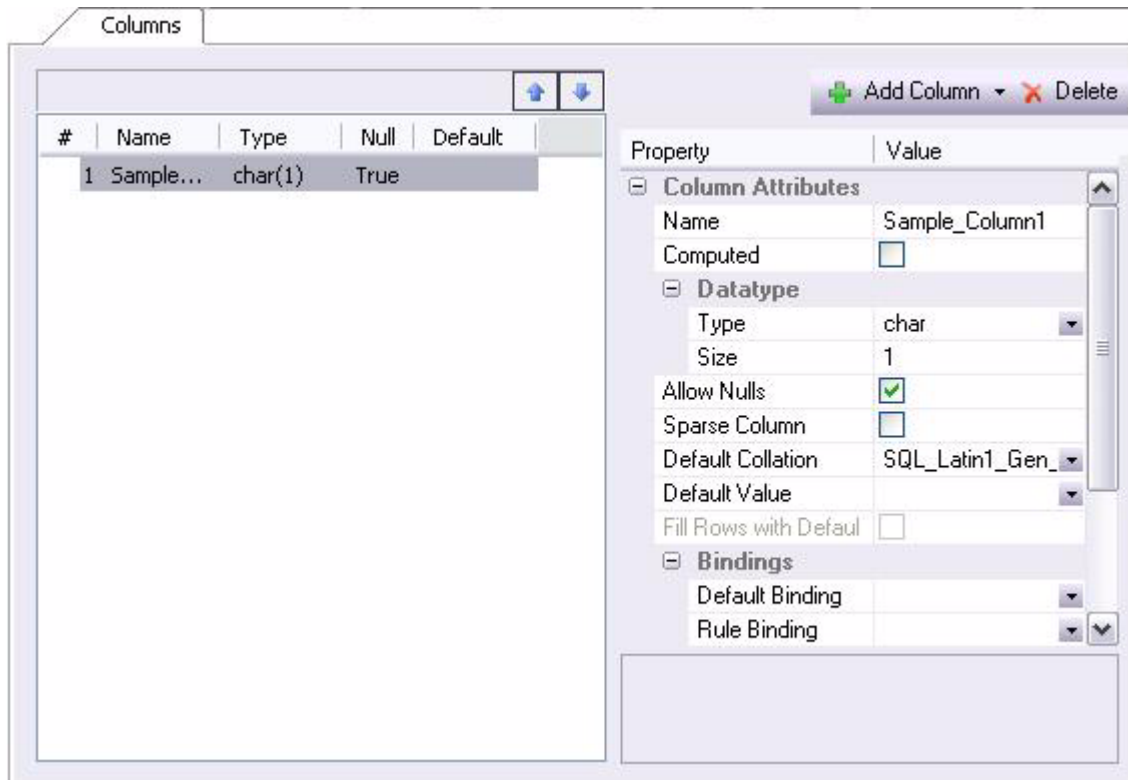 Columns
Add Column Delete
# Name Type Null Default
1 Sample... char(1) True
Property Value
Column Attributes
Name Sample_Column1
Computed
Datatype
Type char
Size 1
Allow Nulls
Sparse Column
Default Collation SQL_Latin1_Gen_
Default Value
Fill Rows with Defaul
Bindings
Default Binding
Rule Binding